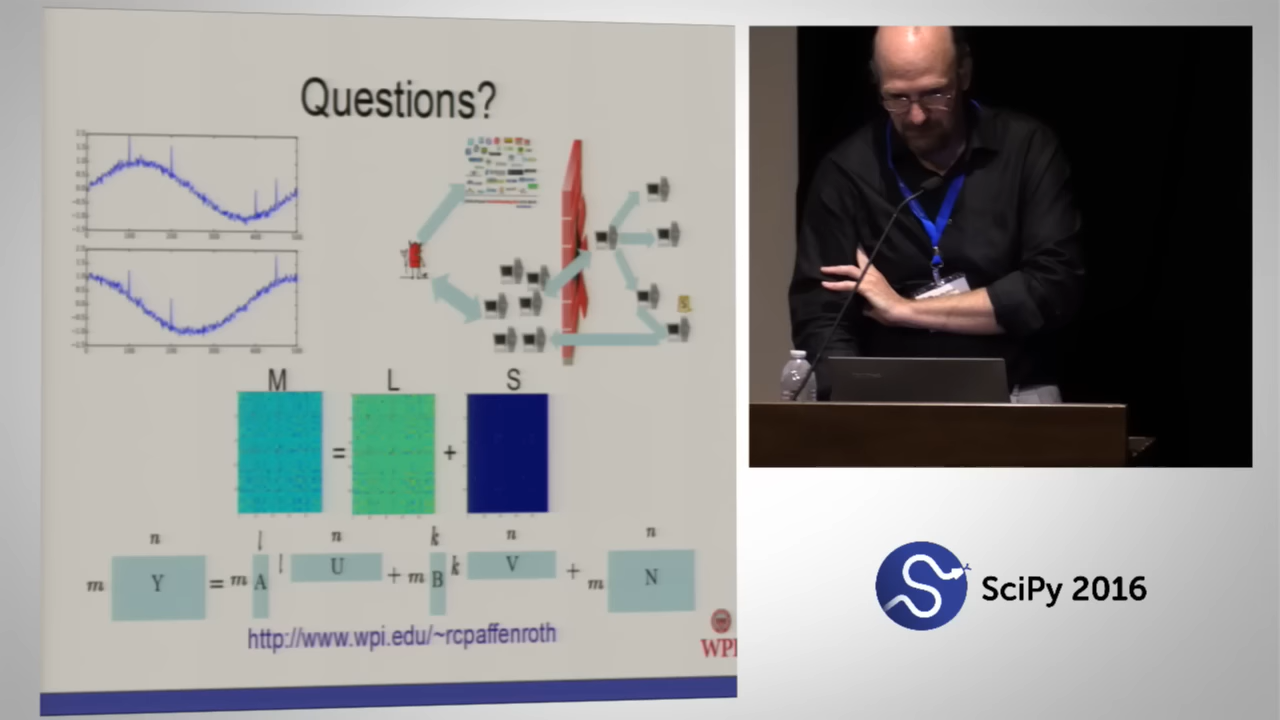 Questions?
M L S
= +
n l n k n n
m Y = m A l U + m B k V + m N
http://www.wpi.edu/~rcpaffenroth
WPI
SciPy 2016